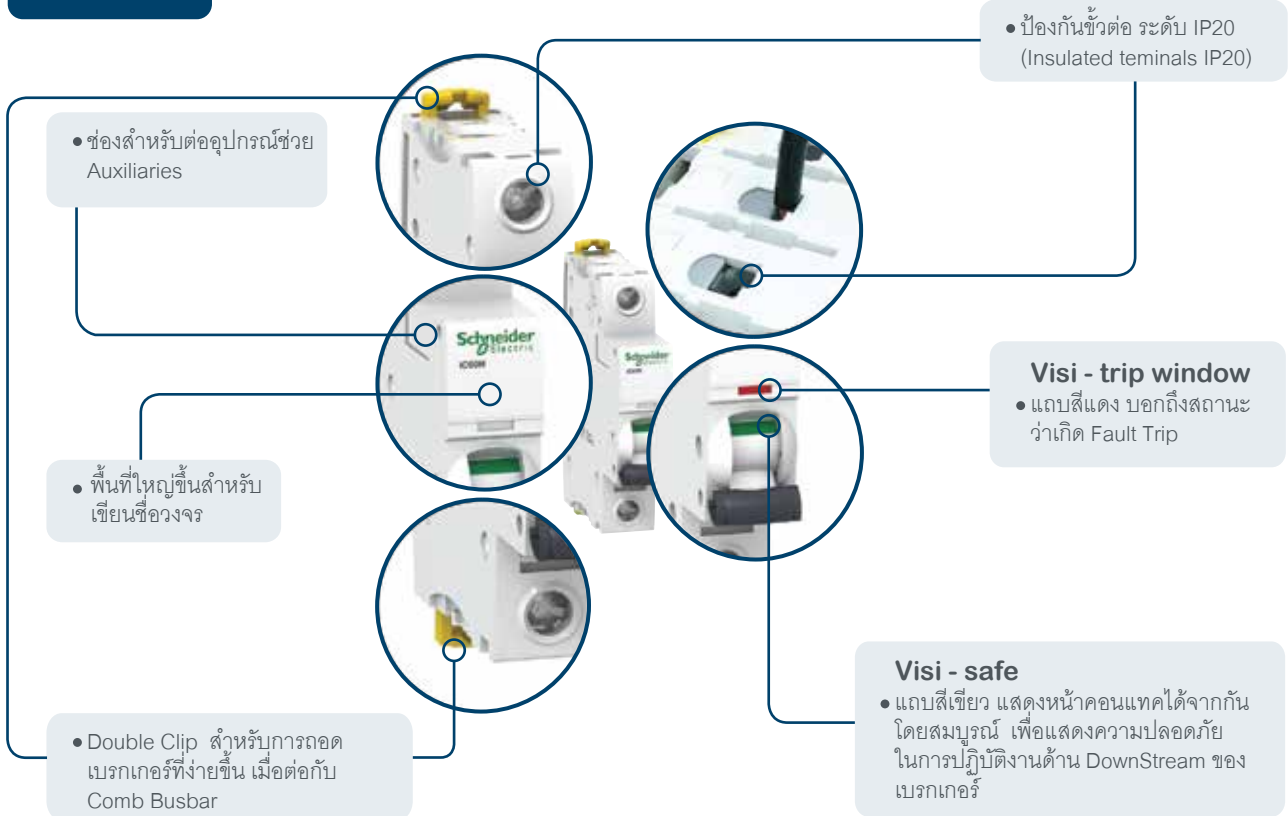 • ป้องกันขั้วต่อ ระดับ IP20
(Insulated teminals IP20)
• ช่องสำหรับต่ออุปกรณ์ช่วย
Auxiliaries
Schneider
Electric
iC60N
Schneider
Electric
Visi - trip window
• แถบสีแดง บอกถึงสถานะ
ว่าเกิด Fault Trip
• พื้นที่ใหญ่ขึ้นสำหรับ
เขียนชื่อวงจร
Visi - safe
• แถบสีเขียว แสดงหน้าคอนแทคได้จากกัน
โดยสมบูรณ์ เพื่อแสดงความปลอดภัย
ในการปฏิบัติงานด้าน DownStream ของ
เบรกเกอร์
• Double Clip สำหรับการถอด
เบรกเกอร์ที่ง่ายขึ้น เมื่อต่อกับ
Comb Busbar